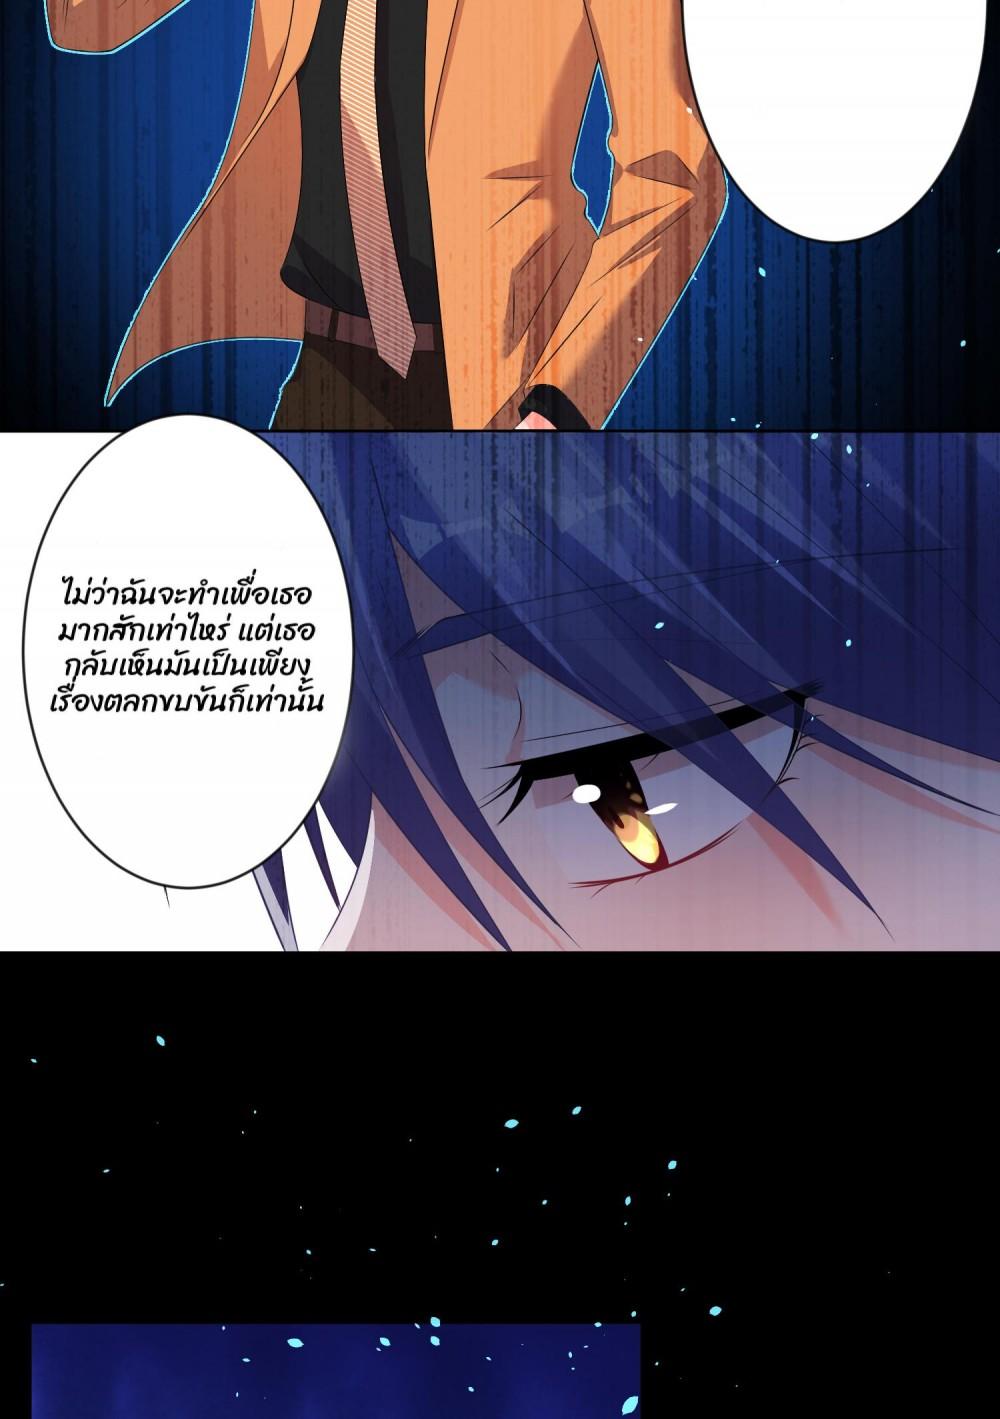 ไม่ว่าฉันจะทำเพื่อเธอ
มากสักเท่าไหร่ แต่เธอ
กลับเห็นมันเป็นเพียง
เรื่องตลกขบขันก็เท่านั้น